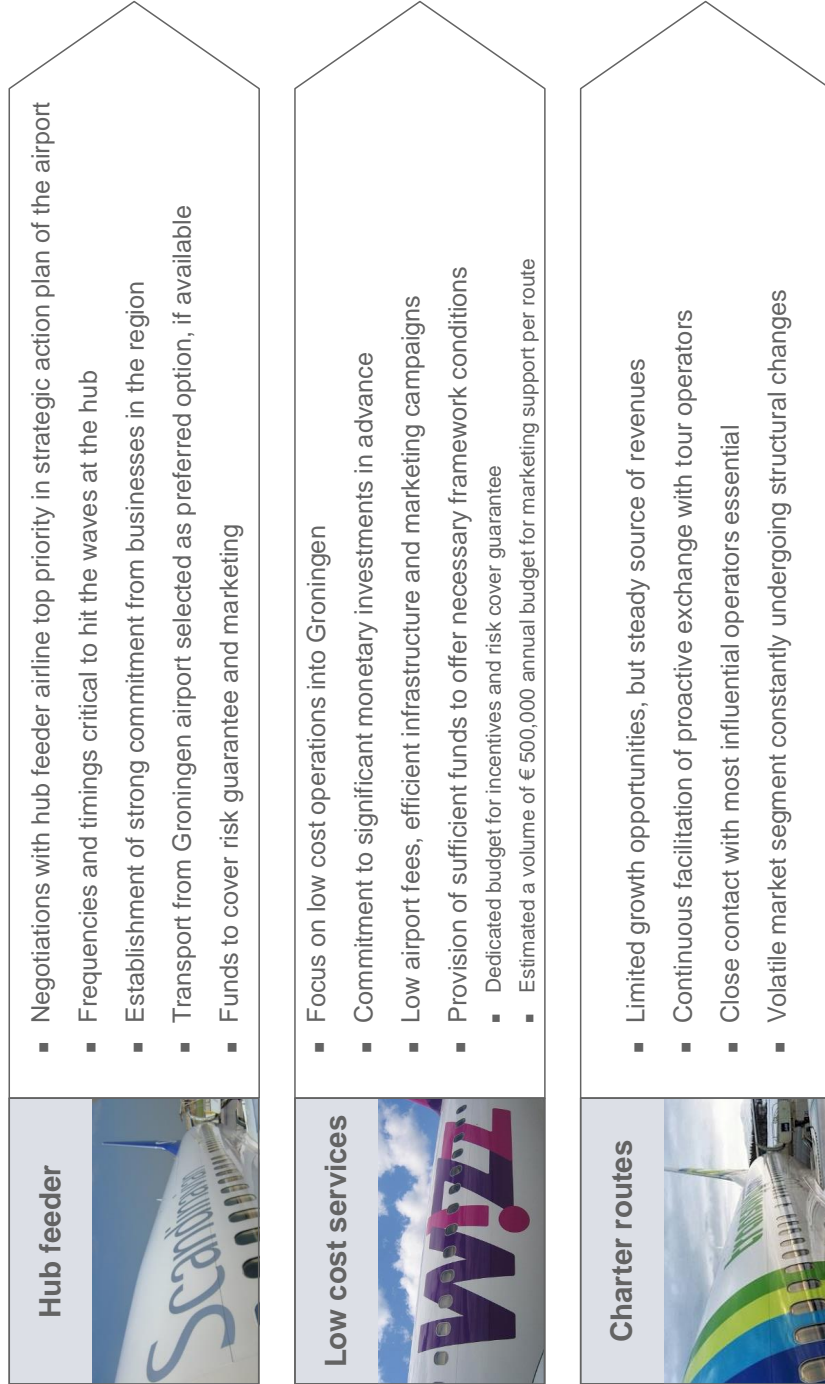 Hub feeder
Scandinavian
▪ Negotiations with hub feeder airline top priority in strategic action plan of the airport
▪ Frequencies and timings critical to hit the waves at the hub
▪ Establishment of strong commitment from businesses in the region
▪ Transport from Groningen airport selected as preferred option, if available
▪ Funds to cover risk guarantee and marketing
Low cost services
Wizz
▪ Focus on low cost operations into Groningen
▪ Commitment to significant monetary investments in advance
▪ Low airport fees, efficient infrastructure and marketing campaigns
▪ Provision of sufficient funds to offer necessary framework conditions
▪ Dedicated budget for incentives and risk cover guarantee
▪ Estimated a volume of € 500,000 annual budget for marketing support per route
Charter routes
▪ Limited growth opportunities, but steady source of revenues
▪ Continuous facilitation of proactive exchange with tour operators
▪ Close contact with most influential operators essential
▪ Volatile market segment constantly undergoing structural changes